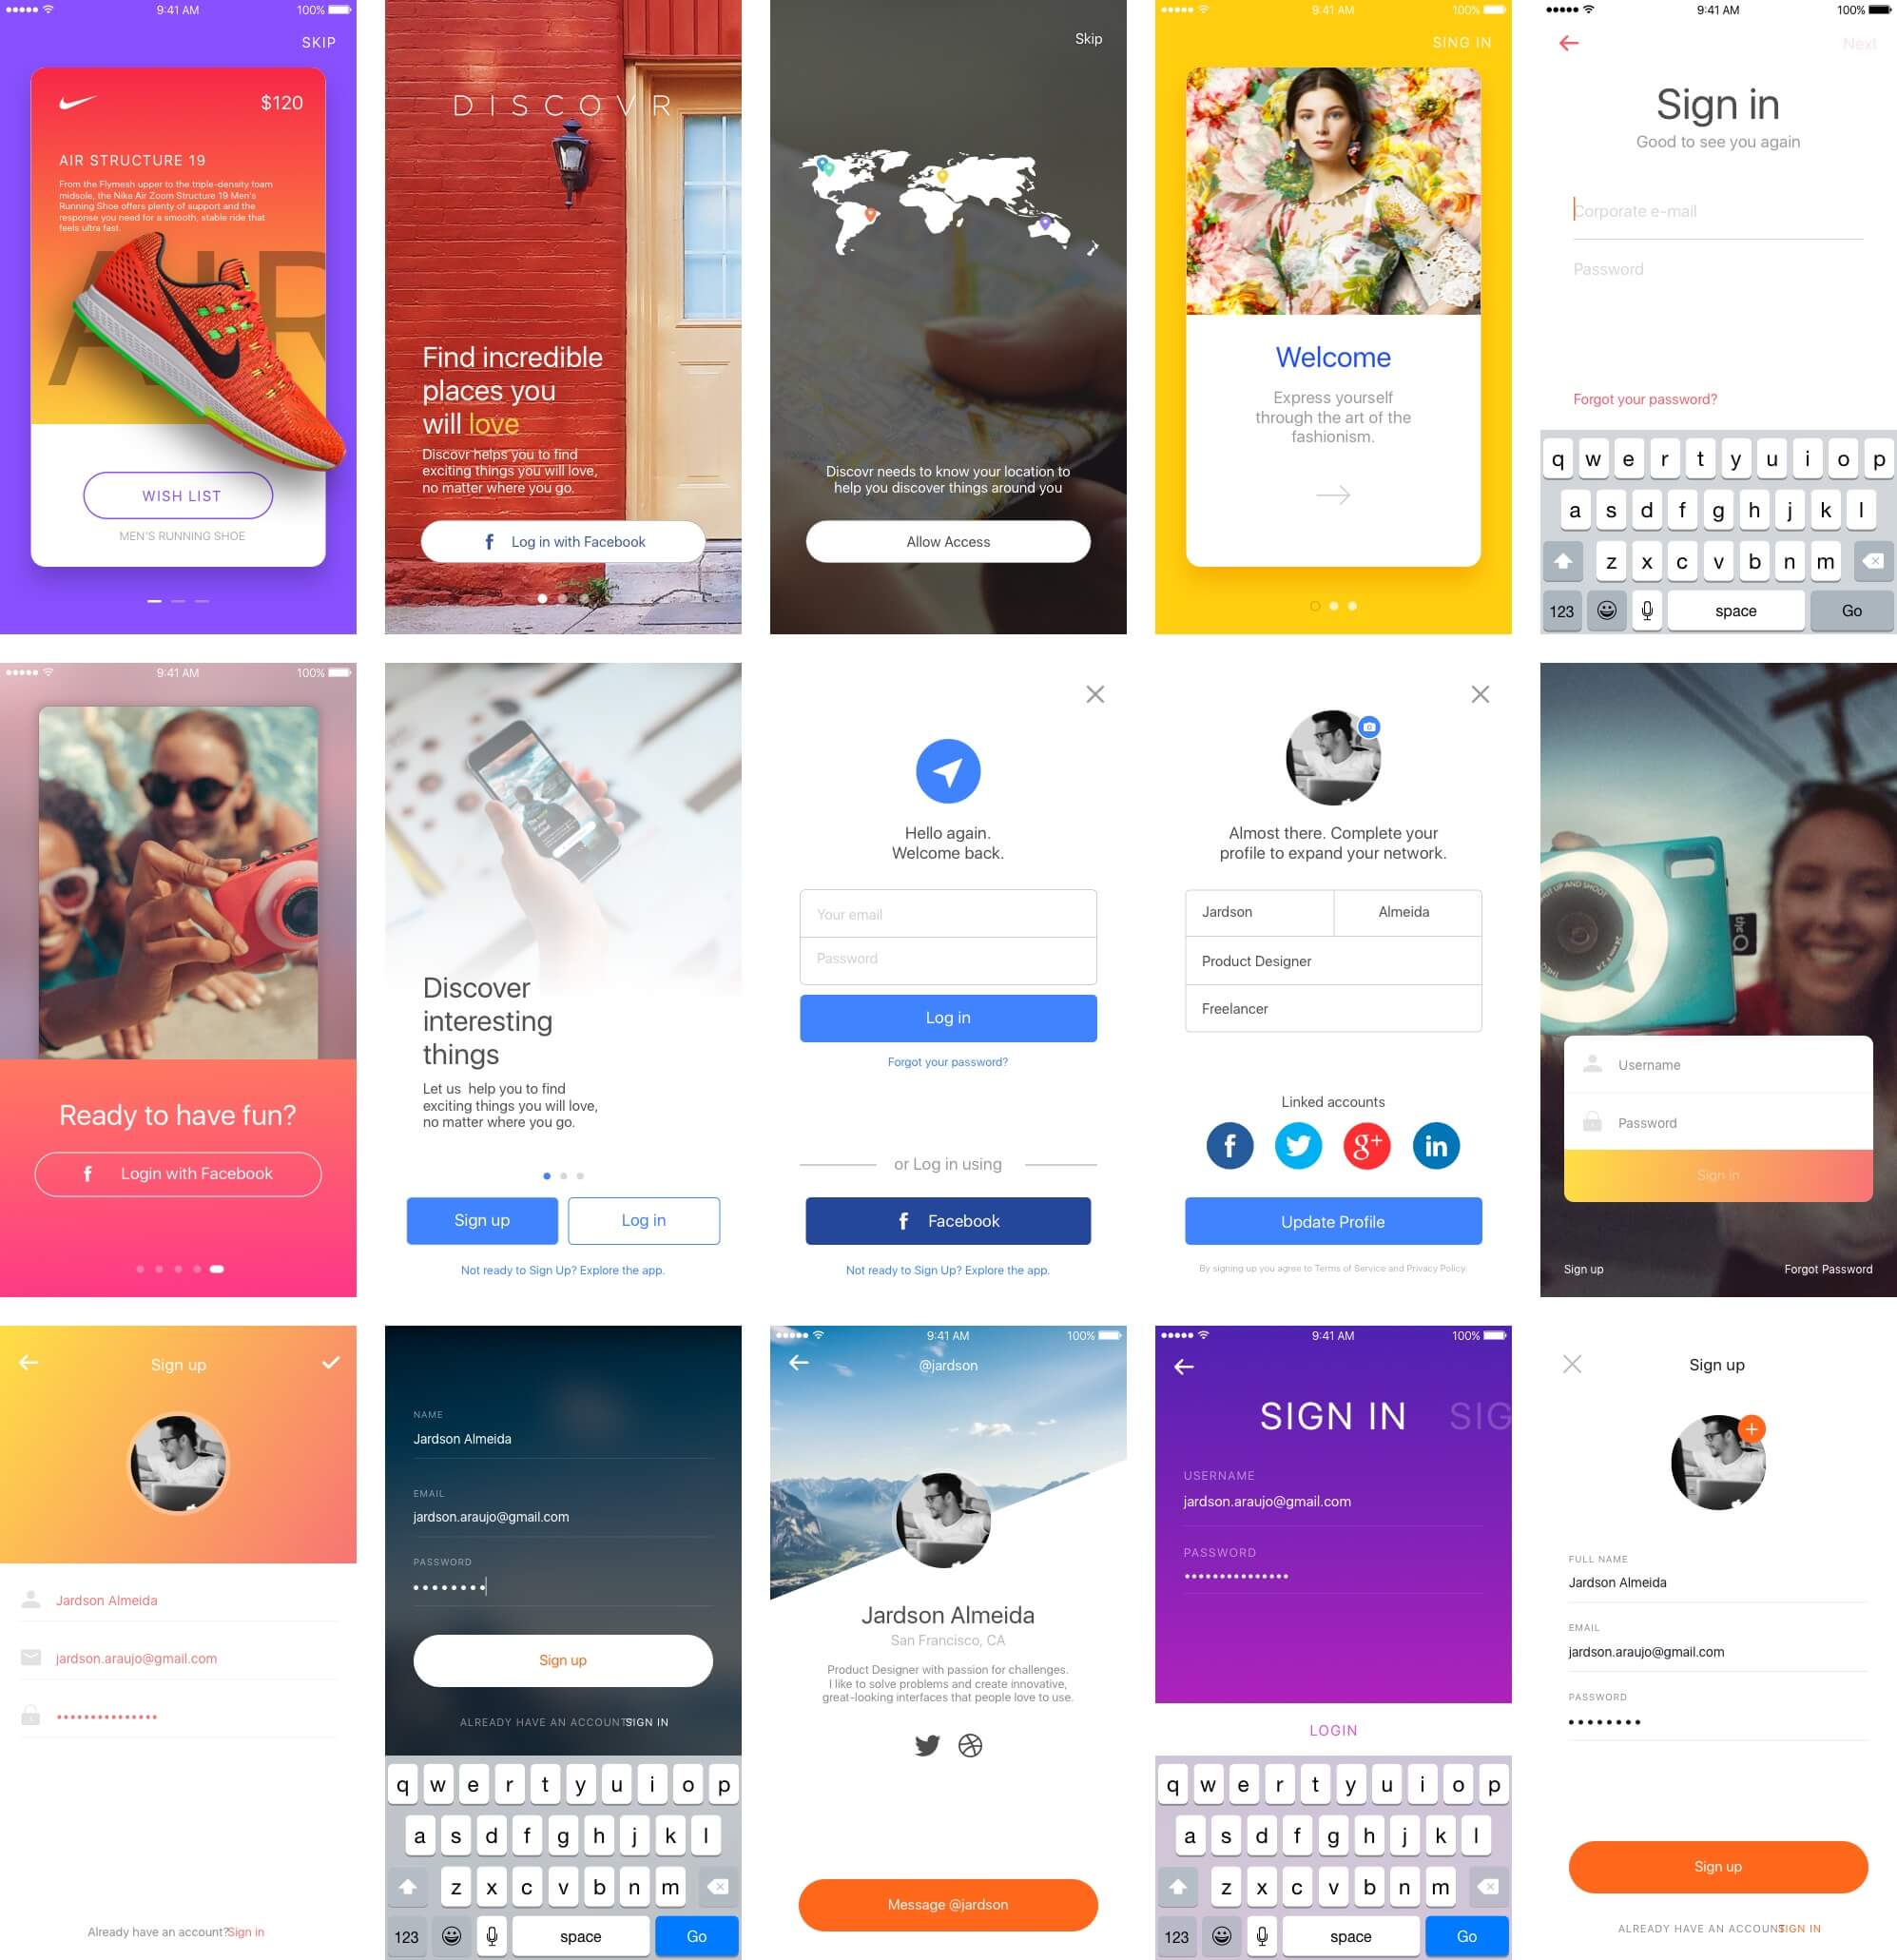 9:41 AM
100%
SKIP
$120
AIR STRUCTURE 19
From the Flymesh upper to the triple-density foam
midsole, the Nike Air Zoom Structure 19 Men's
Running Shoe offers plenty of support and the
response you need for a smooth, stable ride that
feels ultra fast.
AIR
WISH LIST
MEN'S RUNNING SHOE
DISCOVR
Find incredible
places you
will love
Discovr helps you to find
exciting things you will love,
no matter where you go.
f Log in with Facebook
Skip
Discovr needs to know your location to
help you discover things around you
Allow Access
9:41 AM
100%
SING IN
Welcome
Express yourself
through the art of the
fashionism.
9:41 AM
100%
Next
Sign in
Good to see you again
Corporate e-mail
Password
Forgot your password?
q w e r t y u i o p
a s d f g h j k l
z x c v b n m
123 space Go
9:41 AM
100%
Ready to have fun?
f Login with Facebook
Discover
interesting
things
Let us help you to find
exciting things you will love,
no matter where you go.
Sign up
Log in
Not ready to Sign Up? Explore the app.
Hello again.
Welcome back.
Your email
Password
Log in
Forgot your password?
or Log in using
f Facebook
Not ready to Sign Up? Explore the app.
Almost there. Complete your
profile to expand your network.
Jardson
Almeida
Product Designer
Freelancer
Linked accounts
f g+ in
Update Profile
By signing up you agree to Terms of Service and Privacy Policy.
theQ
Username
Password
Sign in
Sign up
Forgot Password
Sign up
Jardson Almeida
jardson.araujo@gmail.com
Already have an account?Sign in
NAME
Jardson Almeida
EMAIL
jardson.araujo@gmail.com
PASSWORD
Sign up
ALREADY HAVE AN ACCOUNT?SIGN IN
q w e r t y u i o p
a s d f g h j k l
z x c v b n m
123 space Go
9:41 AM
100%
@jardson
Jardson Almeida
San Francisco, CA
Product Designer with passion for challenges.
I like to solve problems and create innovative,
great-looking interfaces that people love to use.
Message @jardson
9:41 AM
100%
SIGN IN SIG
USERNAME
jardson.araujo@gmail.com
PASSWORD
LOGIN
q w e r t y u i o p
a s d f g h j k l
z x c v b n m
123 space Go
Sign up
FULL NAME
Jardson Almeida
EMAIL
jardson.araujo@gmail.com
PASSWORD
Sign up
ALREADY HAVE AN ACCOUNT?SIGN IN